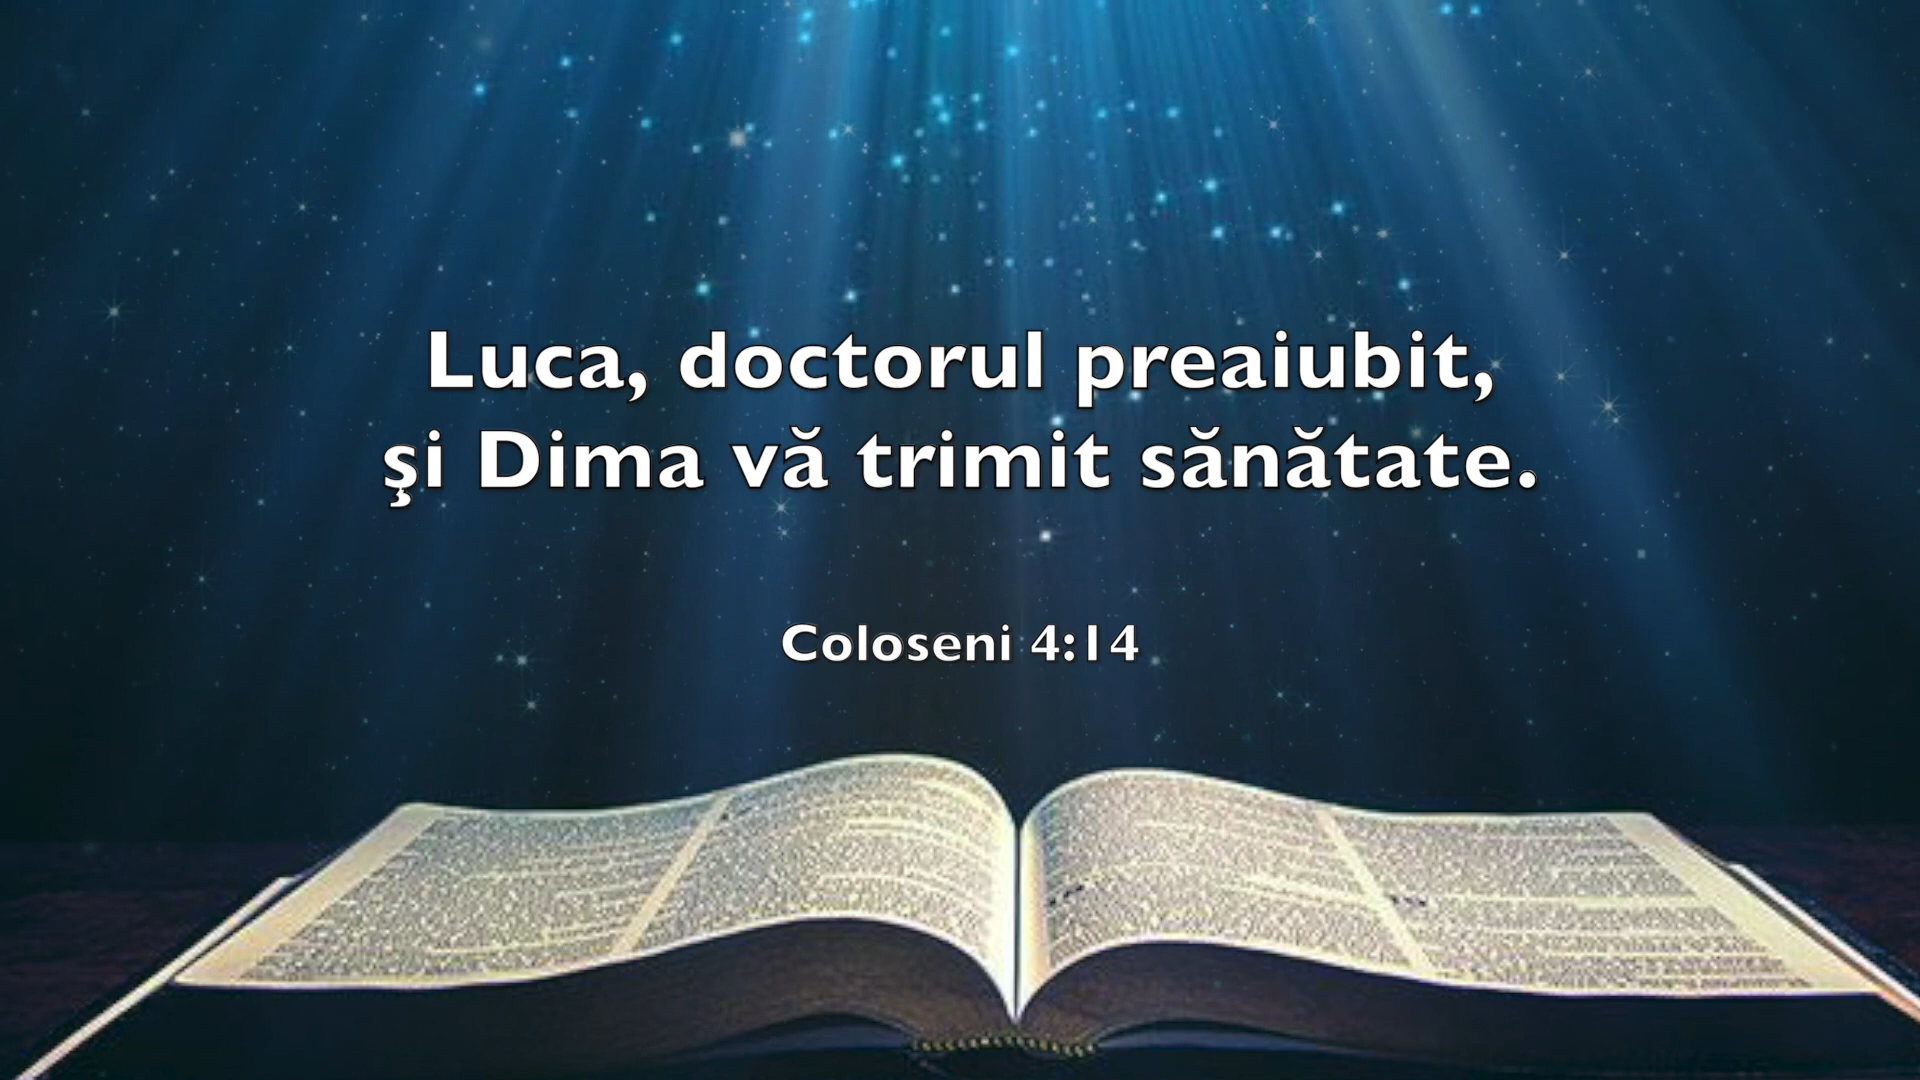 Luca, doctorul preaiubit,
şi Dima vă trimit sănătate.
Coloseni 4:14